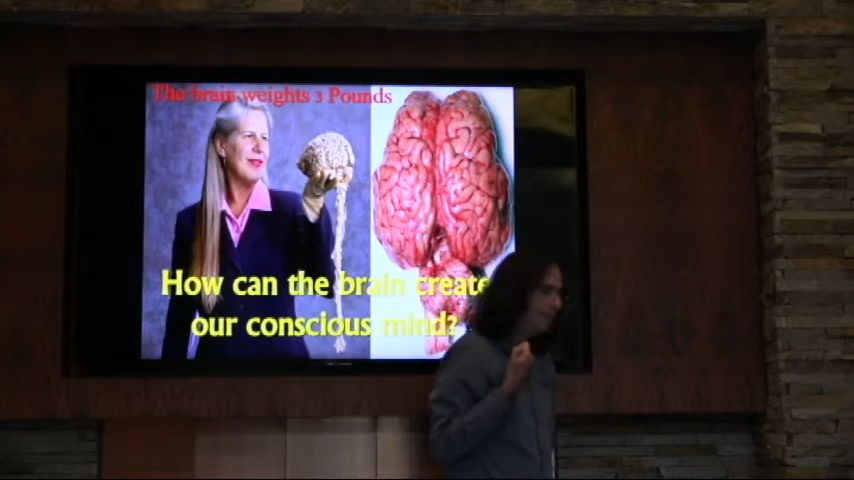 The brain weights 3 Pounds
How can the brain create
our conscious mind?